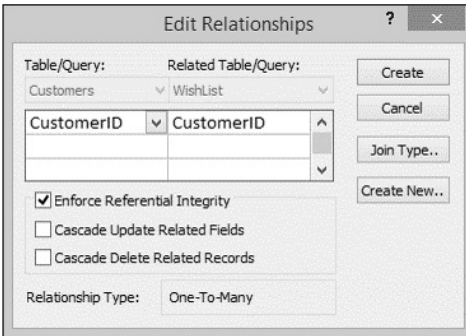 Edit Relationships
?
×
Table/Query: Related Table/Query:
Customers WishList
CustomerID CustomerID
Enforce Referential Integrity
Cascade Update Related Fields
Cascade Delete Related Records
Relationship Type: One-To-Many
Create
Cancel
Join Type..
Create New..